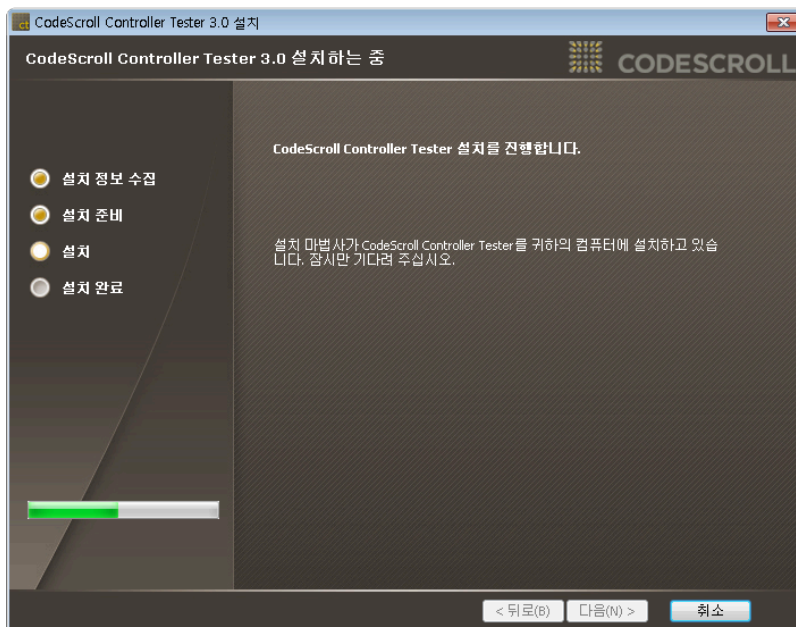 ct CodeScroll Controller Tester 3.0 설치
CodeScroll Controller Tester 3.0 설치하는 중
CODESCROLL
CodeScroll Controller Tester 설치를 진행합니다.
설치 정보 수집
설치 준비
설치
설치 완료
설치 마법사가 CodeScroll Controller Tester를 귀하의 컴퓨터에 설치하고 있습
니다. 잠시만 기다려 주십시오.
< 뒤로(B)
다음(N) >
취소